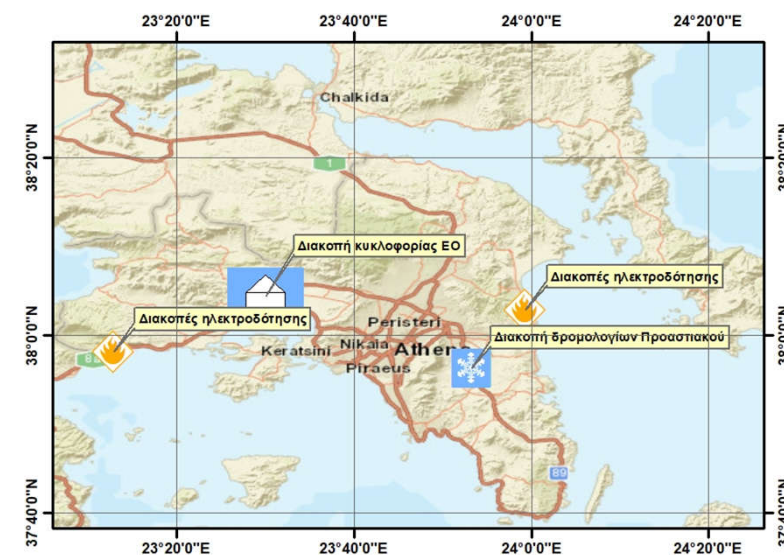 23°20'0"E 23°40'0"E 24°0'0"E 24°20'0"E
Chalkida
38°20'0"N
1
Διακοπή κυκλοφορίας ΕΟ
Διακοπές ηλεκτροδότησης
Διακοπές ηλεκτροδότησης
Peristeri
38°0'0"N
Διακοπή δρομολογίων Προαστιακού
Keratsini Nikaia Athens
Piraeus
89
37°40'0"N
23°20'0"E 23°40'0"E 24°0'0"E 24°20'0"E